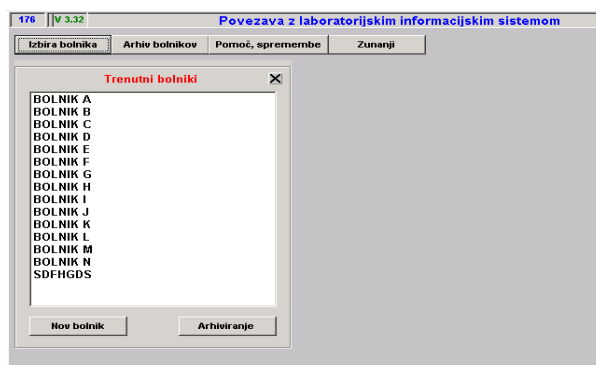 176 V 3.32 Povezava z laboratorijskim informacijskim sistemom
Izbira bolnika Arhiv bolnikov Pomoč, spremembe Zunanji
Trenutni bolniki
BOLNIK A
BOLNIK B
BOLNIK C
BOLNIK D
BOLNIK E
BOLNIK F
BOLNIK G
BOLNIK H
BOLNIK I
BOLNIK J
BOLNIK K
BOLNIK L
BOLNIK M
BOLNIK N
SDFHGDS
Nov bolnik Arhiviranje